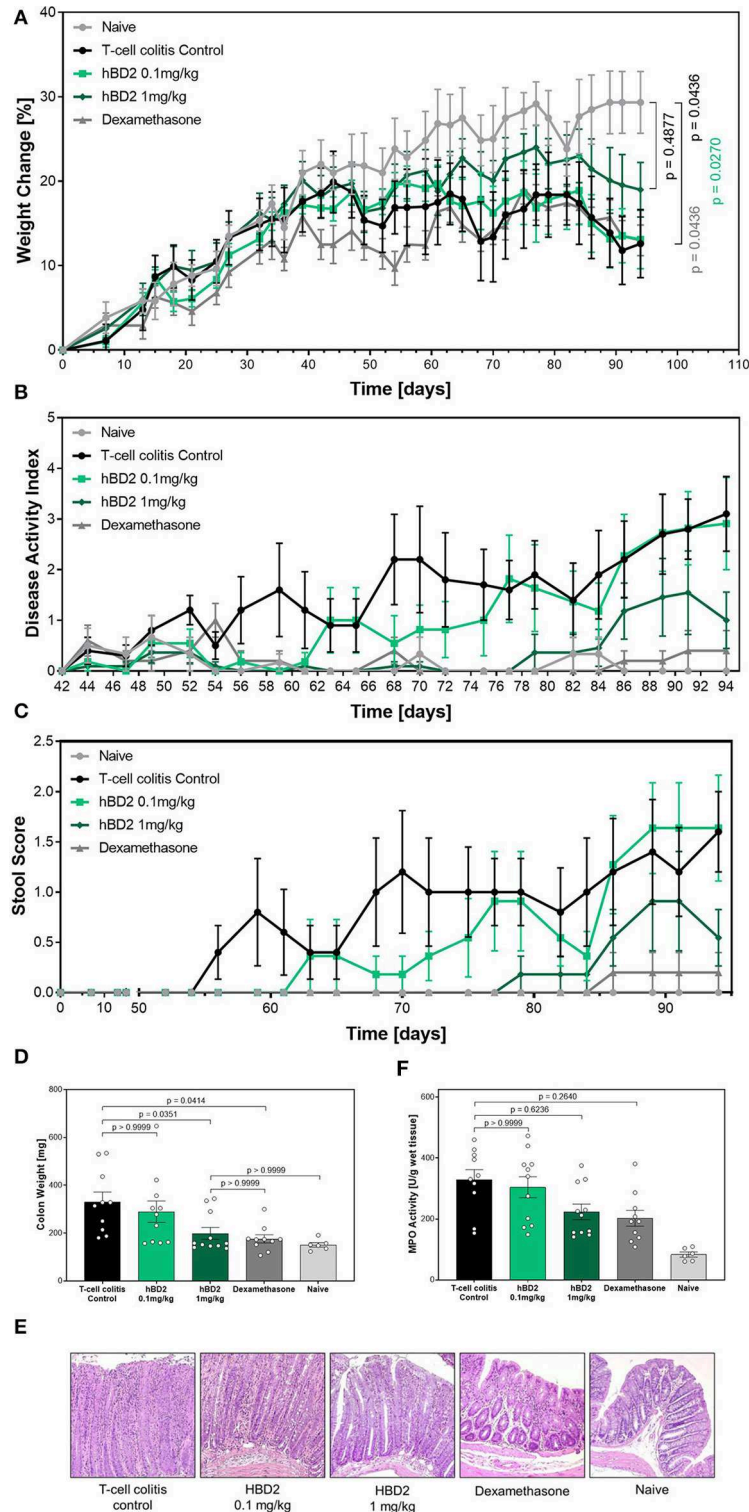 A
Naive
T-cell colitis Control
hBD2 0.1mg/kg
hBD2 1mg/kg
Dexamethasone
Weight Change [%]
40
30
20
10
0
0 10 20 30 40 50 60 70 80 90 100 110
Time [days]
p = 0.4877
p = 0.0436
p = 0.0436
p = 0.0270
B
Naive
T-cell colitis Control
hBD2 0.1mg/kg
hBD2 1mg/kg
Dexamethasone
Disease Activity Index
5
4
3
2
1
0
42 44 46 48 50 52 54 56 58 60 62 64 66 68 70 72 74 76 78 80 82 84 86 88 90 92 94
Time [days]
C
Naive
T-cell colitis Control
hBD2 0.1mg/kg
hBD2 1mg/kg
Dexamethasone
Stool Score
2.5
2.0
1.5
1.0
0.5
0.0
0 10 50 60 70 80 90
Time [days]
D
Colon Weight [mg]
800
600
400
200
0
p = 0.0414
p = 0.0351
p > 0.9999
p > 0.9999
p > 0.9999
T-cell colitis Control
hBD2 0.1mg/kg
hBD2 1mg/kg
Dexamethasone
Naive
F
MPO Activity [U/g wet tissue]
600
400
200
0
p = 0.2640
p = 0.6236
p > 0.9999
T-cell colitis Control
hBD2 0.1mg/kg
hBD2 1mg/kg
Dexamethasone
Naive
E
T-cell colitis control
HBD2 0.1 mg/kg
HBD2 1 mg/kg
Dexamethasone
Naive